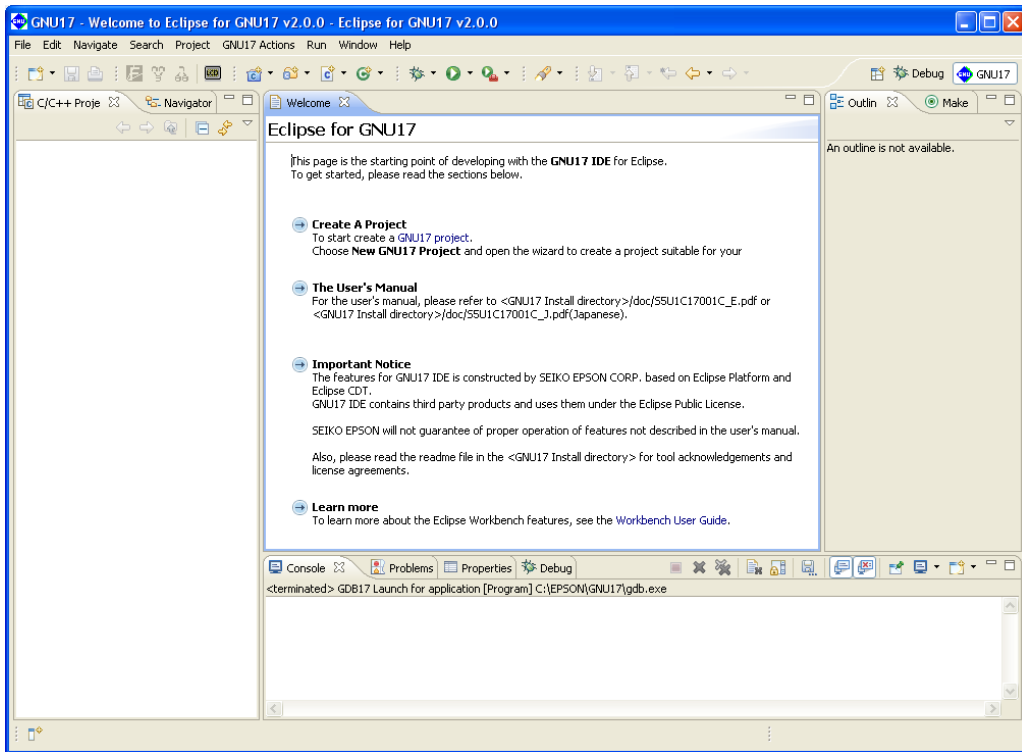 GNU17 - Welcome to Eclipse for GNU17 v2.0.0 - Eclipse for GNU17 v2.0.0
File Edit Navigate Search Project GNU17 Actions Run Window Help
LCD
Debug GNU17
C/C++ Proje Navigator
Welcome
Outlin Make
Eclipse for GNU17
An outline is not available.
This page is the starting point of developing with the GNU17 IDE for Eclipse.
To get started, please read the sections below.
Create A Project
To start create a GNU17 project.
Choose New GNU17 Project and open the wizard to create a project suitable for your
The User's Manual
For the user's manual, please refer to <GNU17 Install directory>/doc/S5U1C17001C_E.pdf or
<GNU17 Install directory>/doc/S5U1C17001C_J.pdf(Japanese).
Important Notice
The features for GNU17 IDE is constructed by SEIKO EPSON CORP. based on Eclipse Platform and
Eclipse CDT.
GNU17 IDE contains third party products and uses them under the Eclipse Public License.
SEIKO EPSON will not guarantee of proper operation of features not described in the user's manual.
Also, please read the readme file in the <GNU17 Install directory> for tool acknowledgements and
license agreements.
Learn more
To learn more about the Eclipse Workbench features, see the Workbench User Guide.
Console Problems Properties Debug
<terminated> GDB17 Launch for application [Program] C:\EPSON\GNU17\gdb.exe